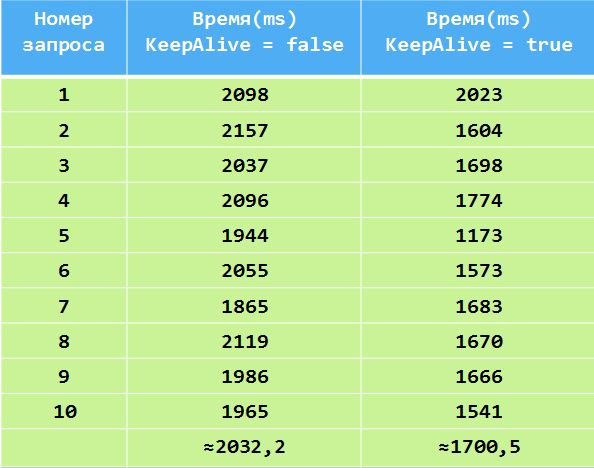 Номер запроса Время(ms) KeepAlive = false Время(ms) KeepAlive = true
1 2098 2023
2 2157 1604
3 2037 1698
4 2096 1774
5 1944 1173
6 2055 1573
7 1865 1683
8 2119 1670
9 1986 1666
10 1965 1541
≈2032,2 ≈1700,5